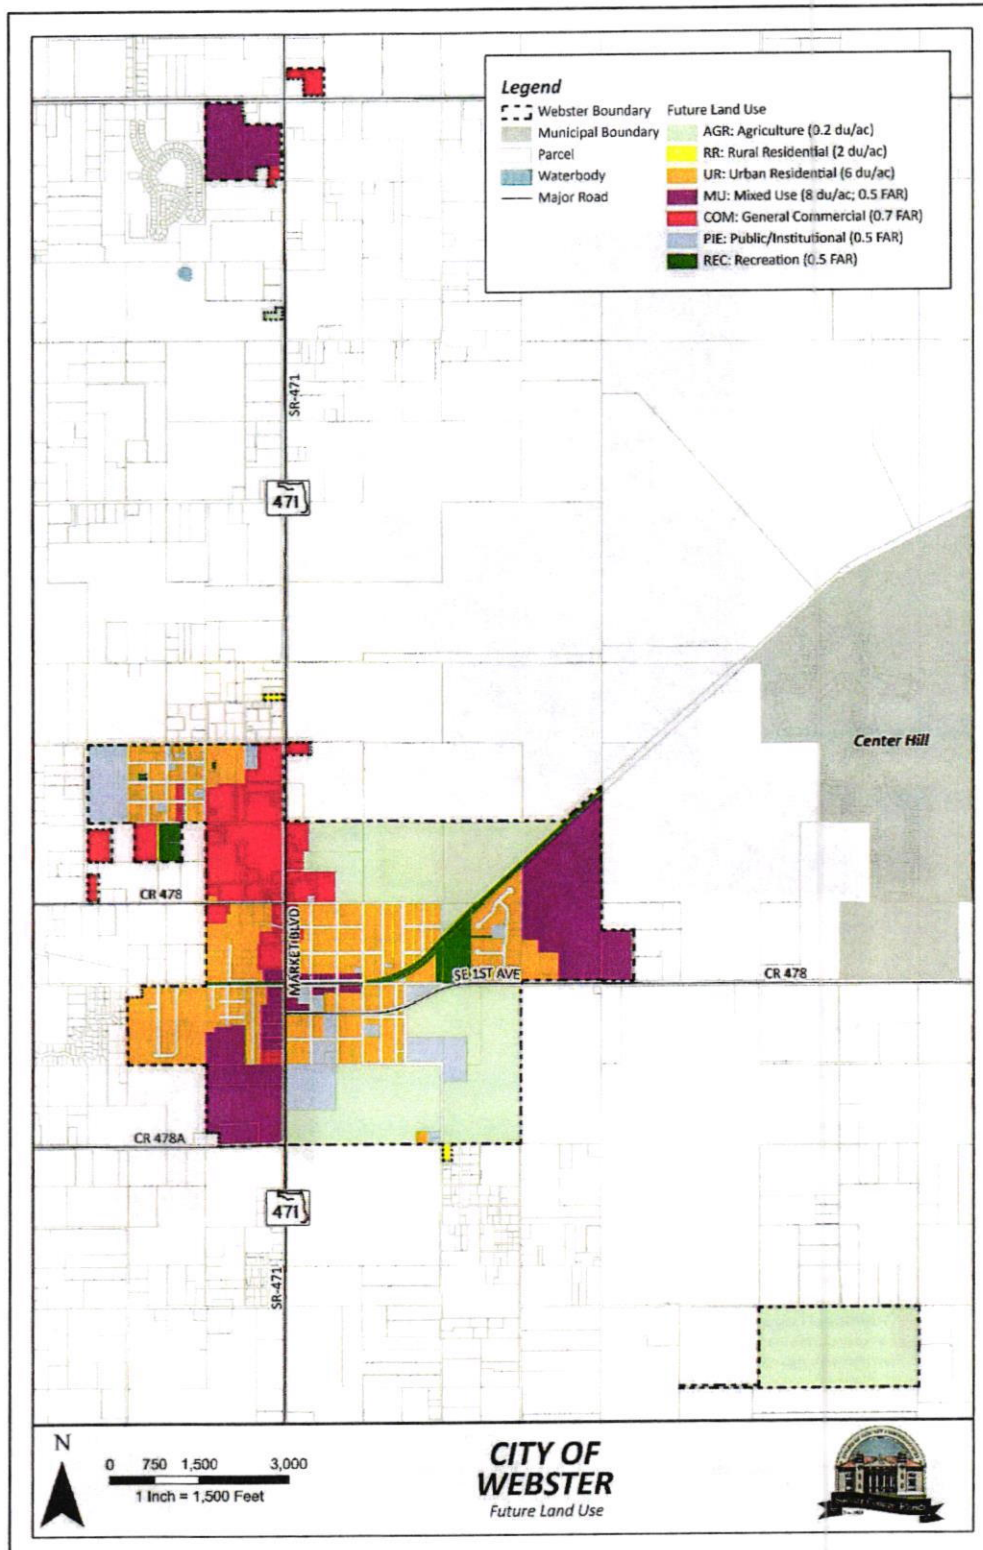 Legend
Webster Boundary
Municipal Boundary
Parcel
Waterbody
Major Road
Future Land Use
AGR: Agriculture (0.2 du/ac)
RR: Rural Residential (2 du/ac)
UR: Urban Residential (6 du/ac)
MU: Mixed Use (8 du/ac; 0.5 FAR)
COM: General Commercial (0.7 FAR)
PIE: Public/Institutional (0.5 FAR)
REC: Recreation (0.5 FAR)
SR-471
471
Center Hill
CR 478
MARKET BLVD
SE 1ST AVE
CR 478
CR 478A
471
SR-471
N
0 750 1,500 3,000
1 Inch = 1,500 Feet
CITY OF
WEBSTER
Future Land Use